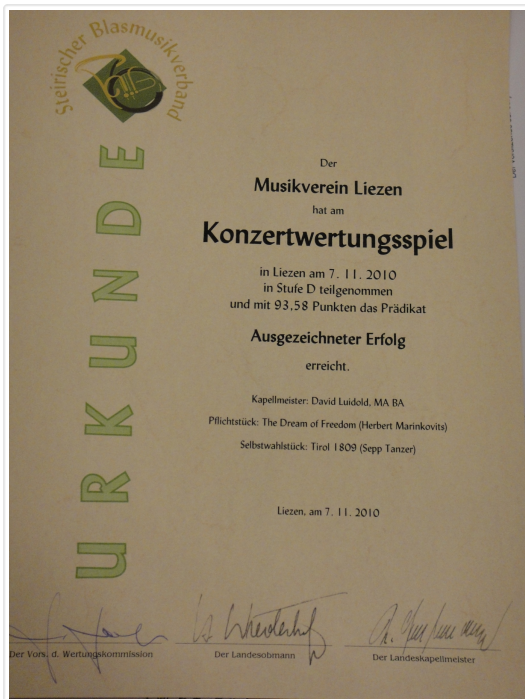 Steirischer Blasmusikverband
URKUNDE
Der
Musikverein Liezen
hat am
Konzertwertungsspiel
in Liezen am 7. 11. 2010
in Stufe D teilgenommen
und mit 93,58 Punkten das Prädikat
Ausgezeichneter Erfolg
erreicht.
Kapellmeister: David Luidold, MA BA
Pflichtstück: The Dream of Freedom (Herbert Marinkovits)
Selbstwahlstück: Tirol 1809 (Sepp Tanzer)
Liezen, am 7. 11. 2010
Der Vors. d. Wertungskommission
Der Landesobmann
Der Landeskapellmeister